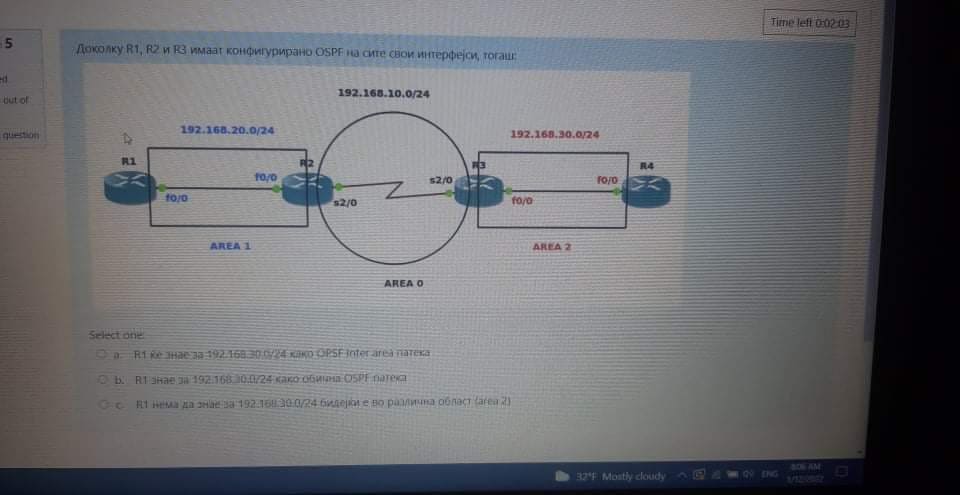 Time left 0:02:03
5
ed
out of
question
Доколку R1, R2 и R3 имаат конфигурирано OSPF на сите свои интерфејси, тогаш:
192.168.10.0/24
192.168.20.0/24
192.168.30.0/24
R1
R2
R3
R4
f0/0
f0/0
s2/0
s2/0
f0/0
f0/0
AREA 1
AREA 2
AREA 0
Select one:
a. R1 ќе знае за 192.168.30.0/24 како OPSF Inter area патека
b. R1 знае за 192.168.30.0/24 како обична OSPF патека
c. R1 нема да знае за 192.168.30.0/24 бидејќи е во различна област (area 2)
32°F Mostly cloudy
ENG
8:06 AM
1/12/2022